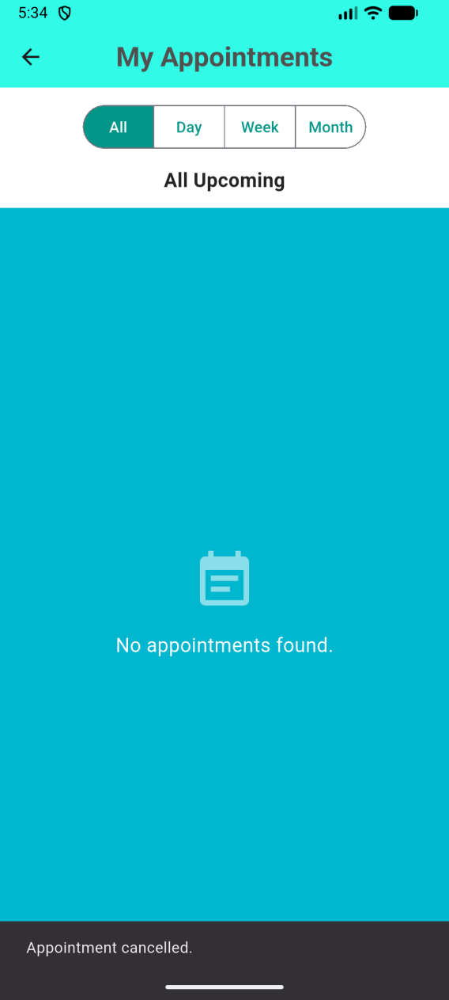 5:34
My Appointments
All Day Week Month
All Upcoming
No appointments found.
Appointment cancelled.